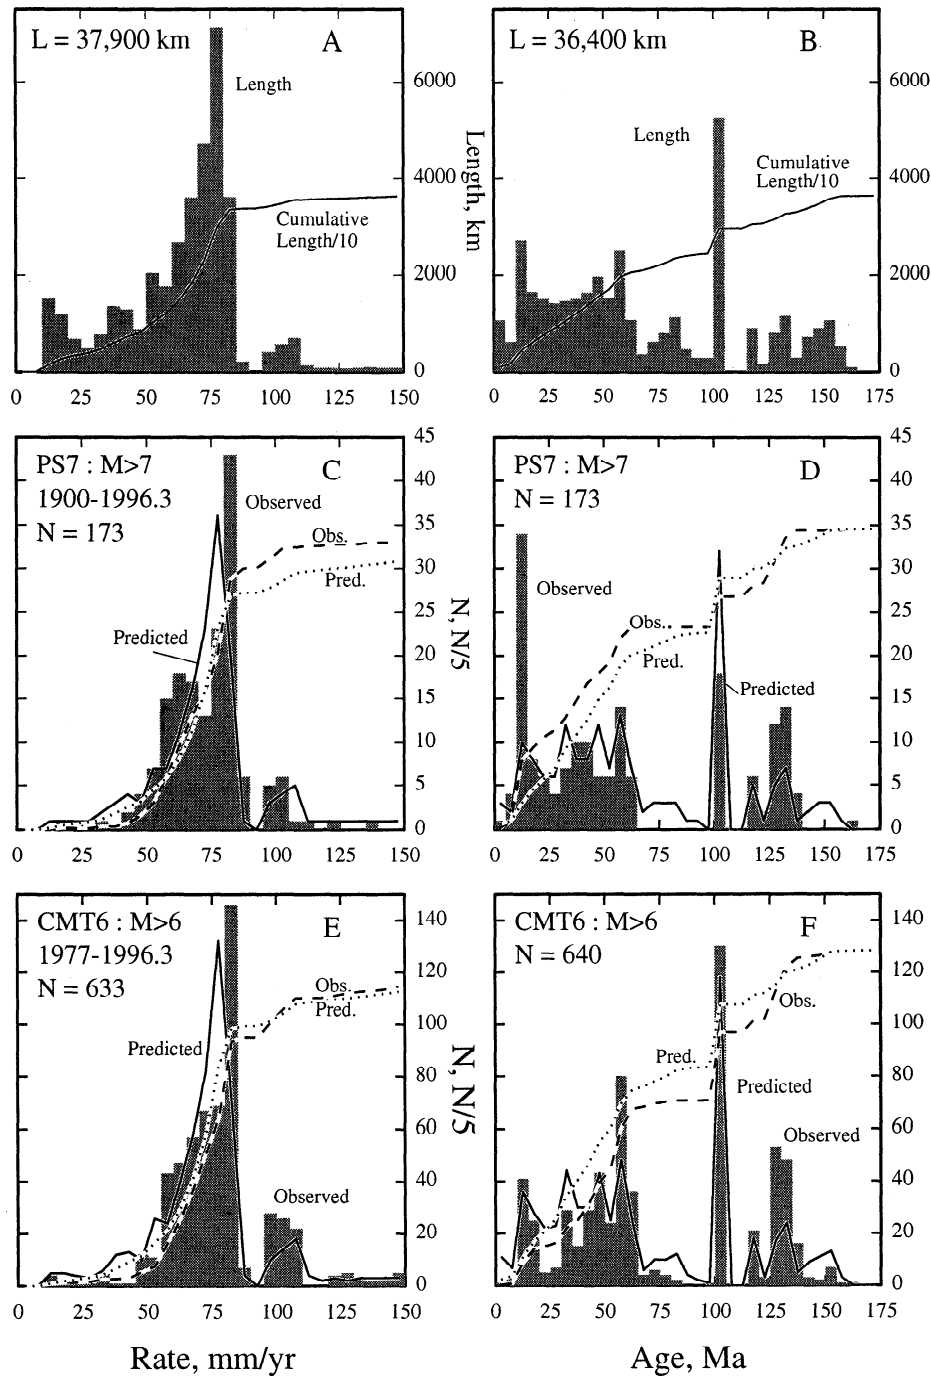 L = 37,900 km
A
Length
Cumulative
Length/10
6000
4000
2000
0
0 25 50 75 100 125 150
Length, km
L = 36,400 km
B
Length
Cumulative
Length/10
6000
4000
2000
0
0 25 50 75 100 125 150 175
PS7 : M>7
1900-1996.3
N = 173
C
Observed
Obs.
Pred.
Predicted
45
40
35
30
25
20
15
10
5
0
0 25 50 75 100 125 150
N, N/5
PS7 : M>7
N = 173
D
Observed
Obs.
Pred.
Predicted
45
40
35
30
25
20
15
10
5
0
0 25 50 75 100 125 150 175
CMT6 : M>6
1977-1996.3
N = 633
E
Obs.
Pred.
Predicted
Observed
140
120
100
80
60
40
20
0
0 25 50 75 100 125 150
Rate, mm/yr
N, N/5
CMT6 : M>6
N = 640
F
Obs.
Pred.
Predicted
Observed
140
120
100
80
60
40
20
0
0 25 50 75 100 125 150 175
Age, Ma